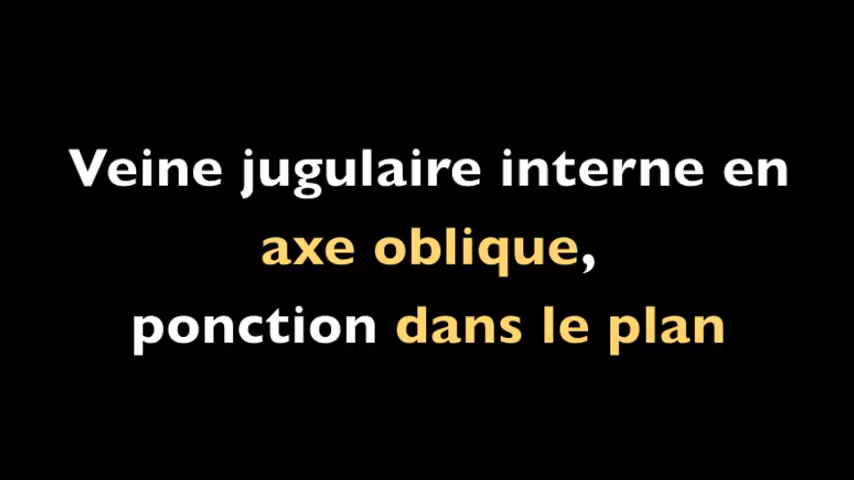 Veine jugulaire interne en
axe oblique,
ponction dans le plan